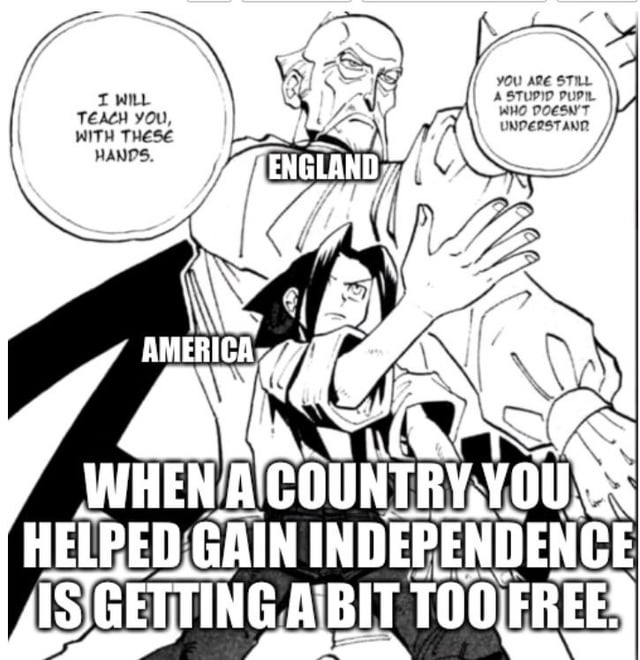 I WILL
TEACH YOU,
WITH THESE
HANDS.
YOU ARE STILL
A STUPID PUPIL
WHO DOESN'T
UNDERSTAND
ENGLAND
AMERICA
WHEN A COUNTRY YOU
HELPED GAIN INDEPENDENCE
IS GETTING A BIT TOO FREE.